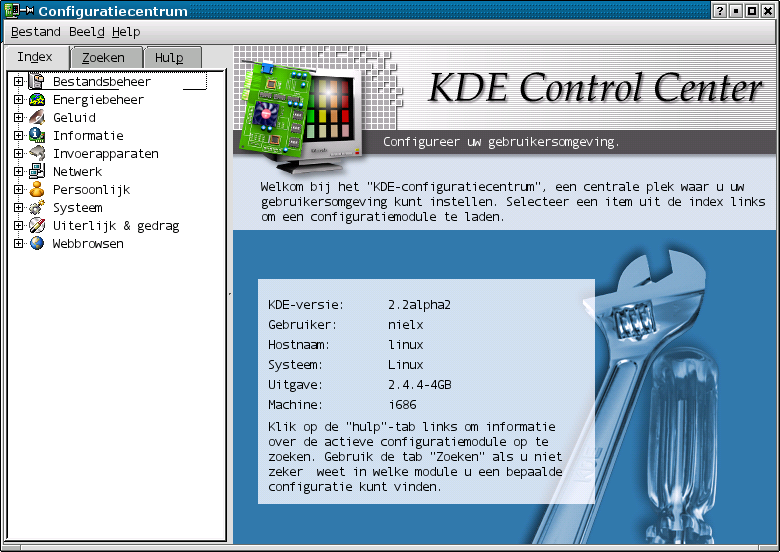 Configuratiecentrum
Bestand Beeld Help
Index Zoeken Hulp
Bestandsbeheer
Energiebeheer
Geluid
Informatie
Invoerapparaten
Netwerk
Persoonlijk
Systeem
Uiterlijk & gedrag
Webbrowsen
KDE Control Center
Configureer uw gebruikersomgeving.
Welkom bij het "KDE-configuratiecentrum", een centrale plek waar u uw
gebruikersomgeving kunt instellen. Selecteer een item uit de index links
om een configuratiemodule te laden.
KDE-versie: 2.2alpha2
Gebruiker: nielx
Hostnaam: linux
Systeem: Linux
Uitgave: 2.4.4-4GB
Machine: i686
Klik op de "hulp"-tab links om informatie
over de actieve configuratiemodule op te
zoeken. Gebruik de tab "Zoeken" als u niet
zeker weet in welke module u een bepaalde
configuratie kunt vinden.